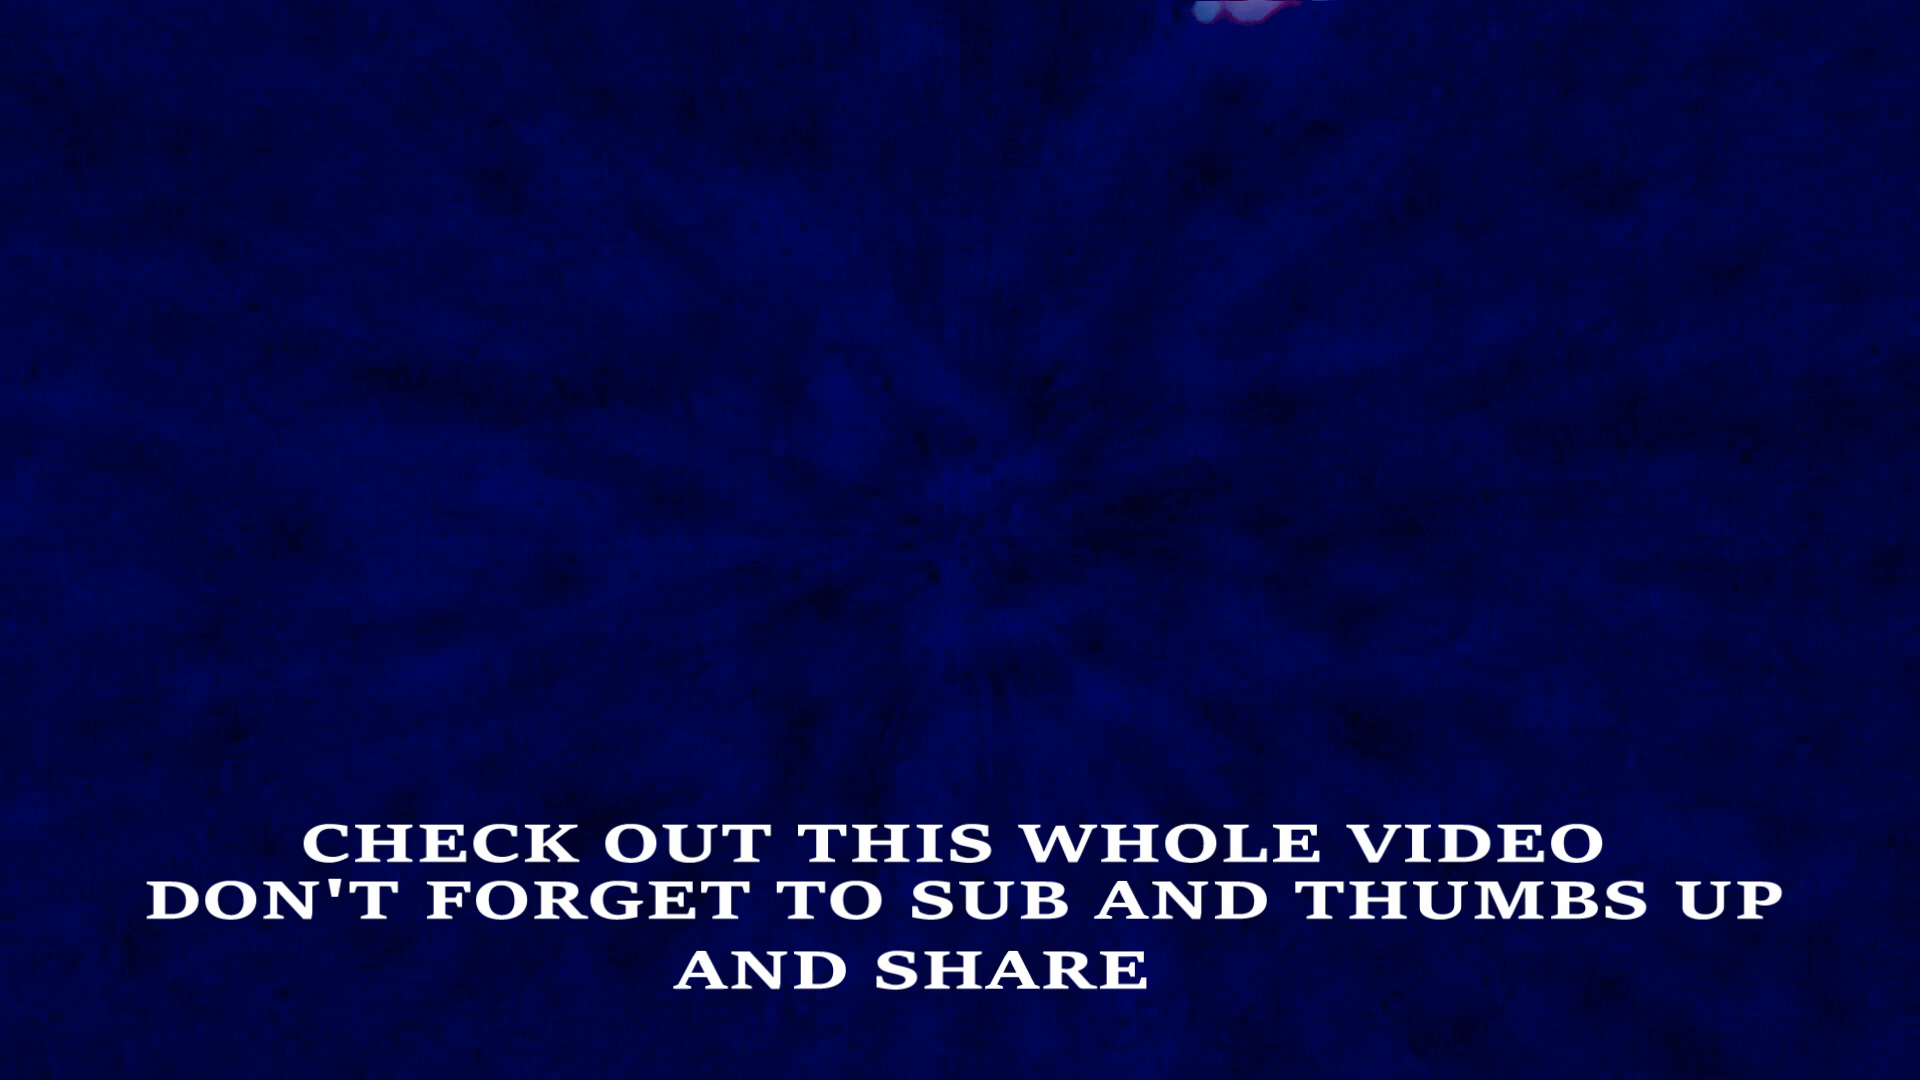 CHECK OUT THIS WHOLE VIDEO
DON'T FORGET TO SUB AND THUMBS UP
AND SHARE